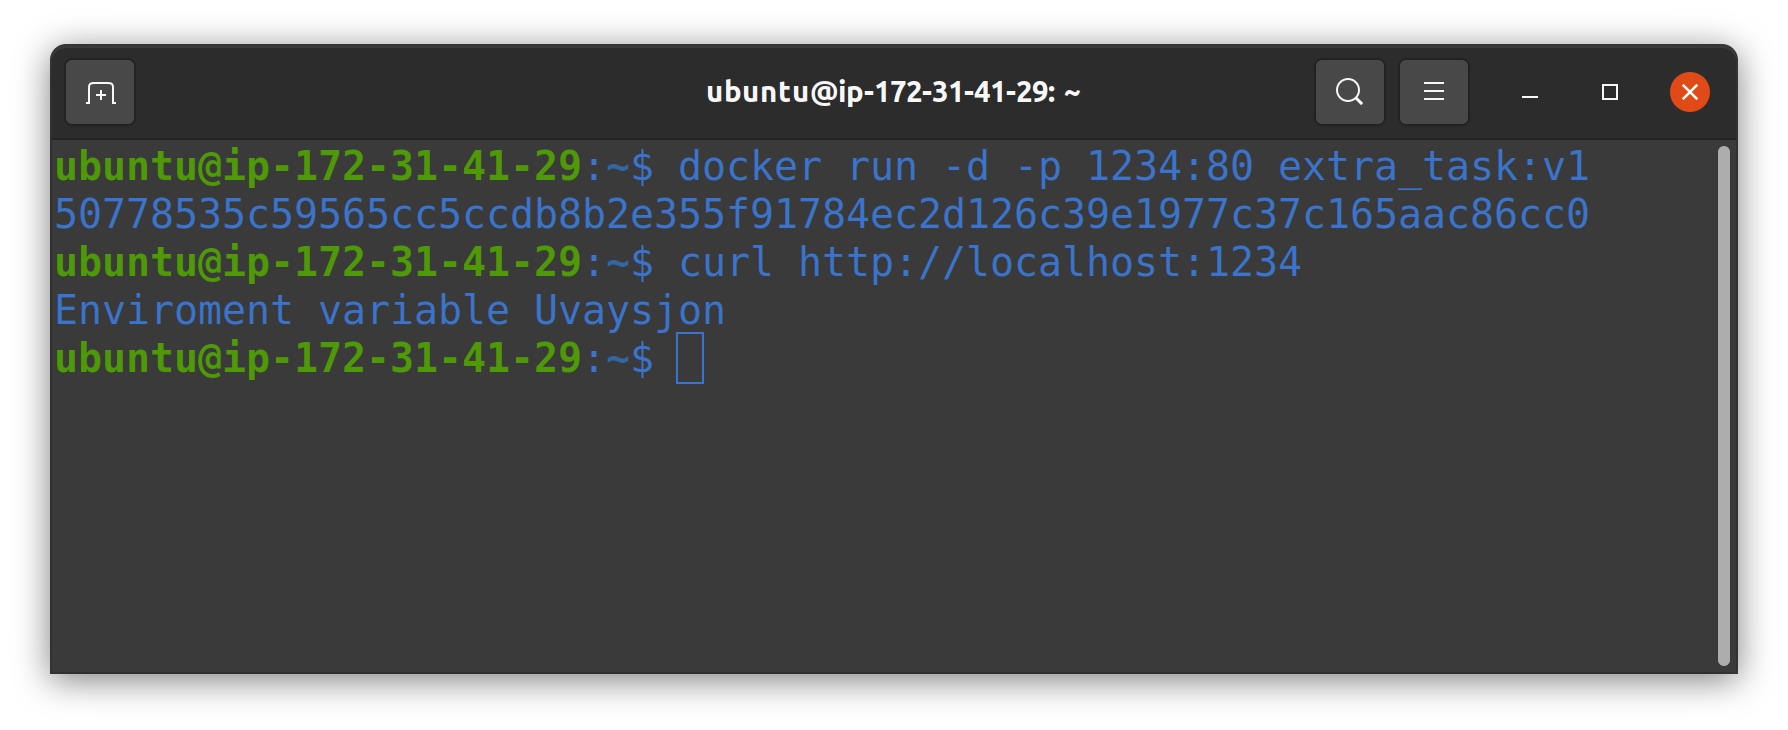 ubuntu@ip-172-31-41-29: ~
ubuntu@ip-172-31-41-29:~$ docker run -d -p 1234:80 extra_task:v1
50778535c59565cc5ccdb8b2e355f91784ec2d126c39e1977c37c165aac86cc0
ubuntu@ip-172-31-41-29:~$ curl http://localhost:1234
Enviroment variable Uvaysjon
ubuntu@ip-172-31-41-29:~$